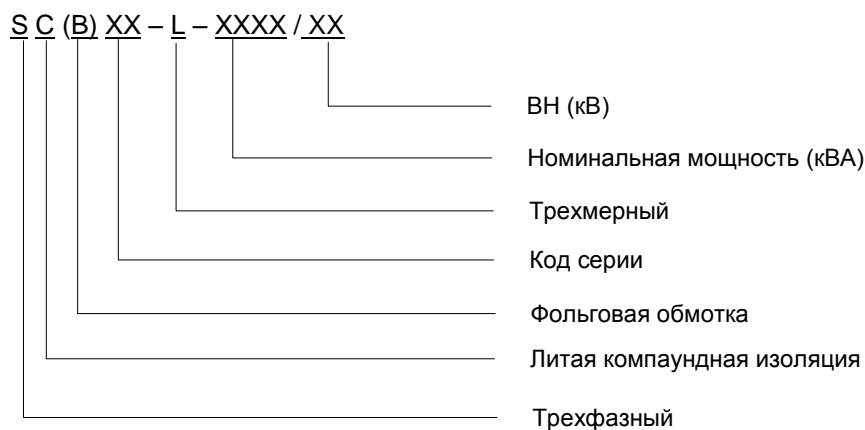 S C (B) XX – L – XXXX / XX
ВН (кВ)
Номинальная мощность (кВА)
Трехмерный
Код серии
Фольговая обмотка
Литая компаундная изоляция
Трехфазный